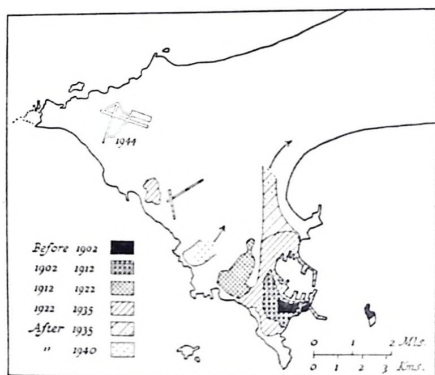 1944
Before 1902
1902 1912
1912 1922
1922 1935
After 1935
" 1940
0 1 2 Mls.
0 1 2 3 Kms.